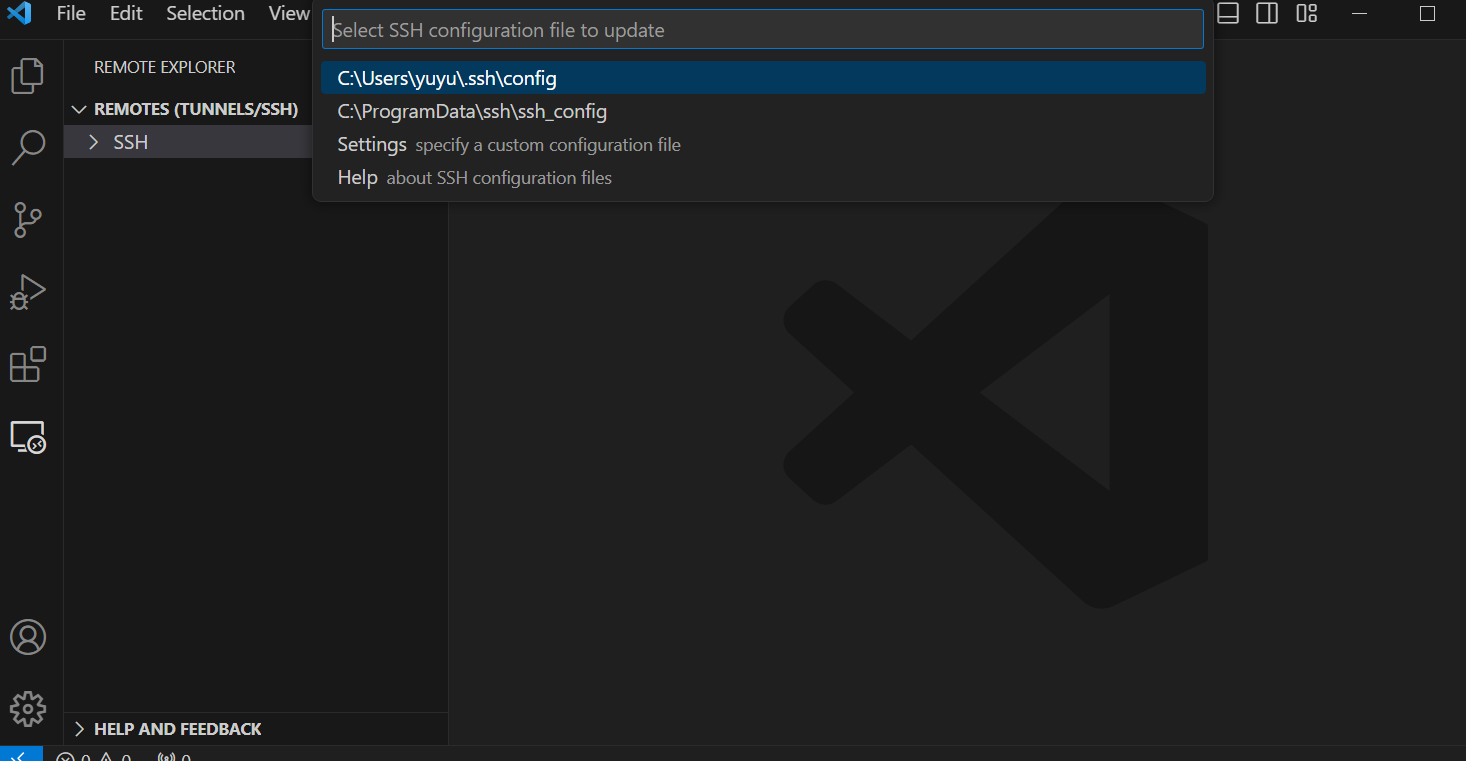 File Edit Selection View
Select SSH configuration file to update
C:\Users\yuyu\.ssh\config
C:\ProgramData\ssh\ssh_config
Settings specify a custom configuration file
Help about SSH configuration files
REMOTE EXPLORER
REMOTES (TUNNELS/SSH)
SSH
HELP AND FEEDBACK
0 0 0